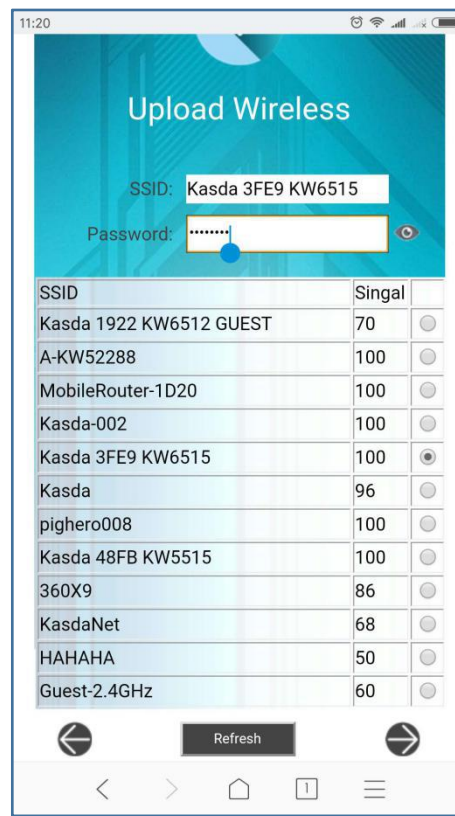 11:20
Upload Wireless
SSID: Kasda 3FE9 KW6515
Password: ••••••••
SSID Singal
Kasda 1922 KW6512 GUEST 70
A-KW52288 100
MobileRouter-1D20 100
Kasda-002 100
Kasda 3FE9 KW6515 100
Kasda 96
pighero008 100
Kasda 48FB KW5515 100
360X9 86
KasdaNet 68
HAHAHA 50
Guest-2.4GHz 60
Refresh
1